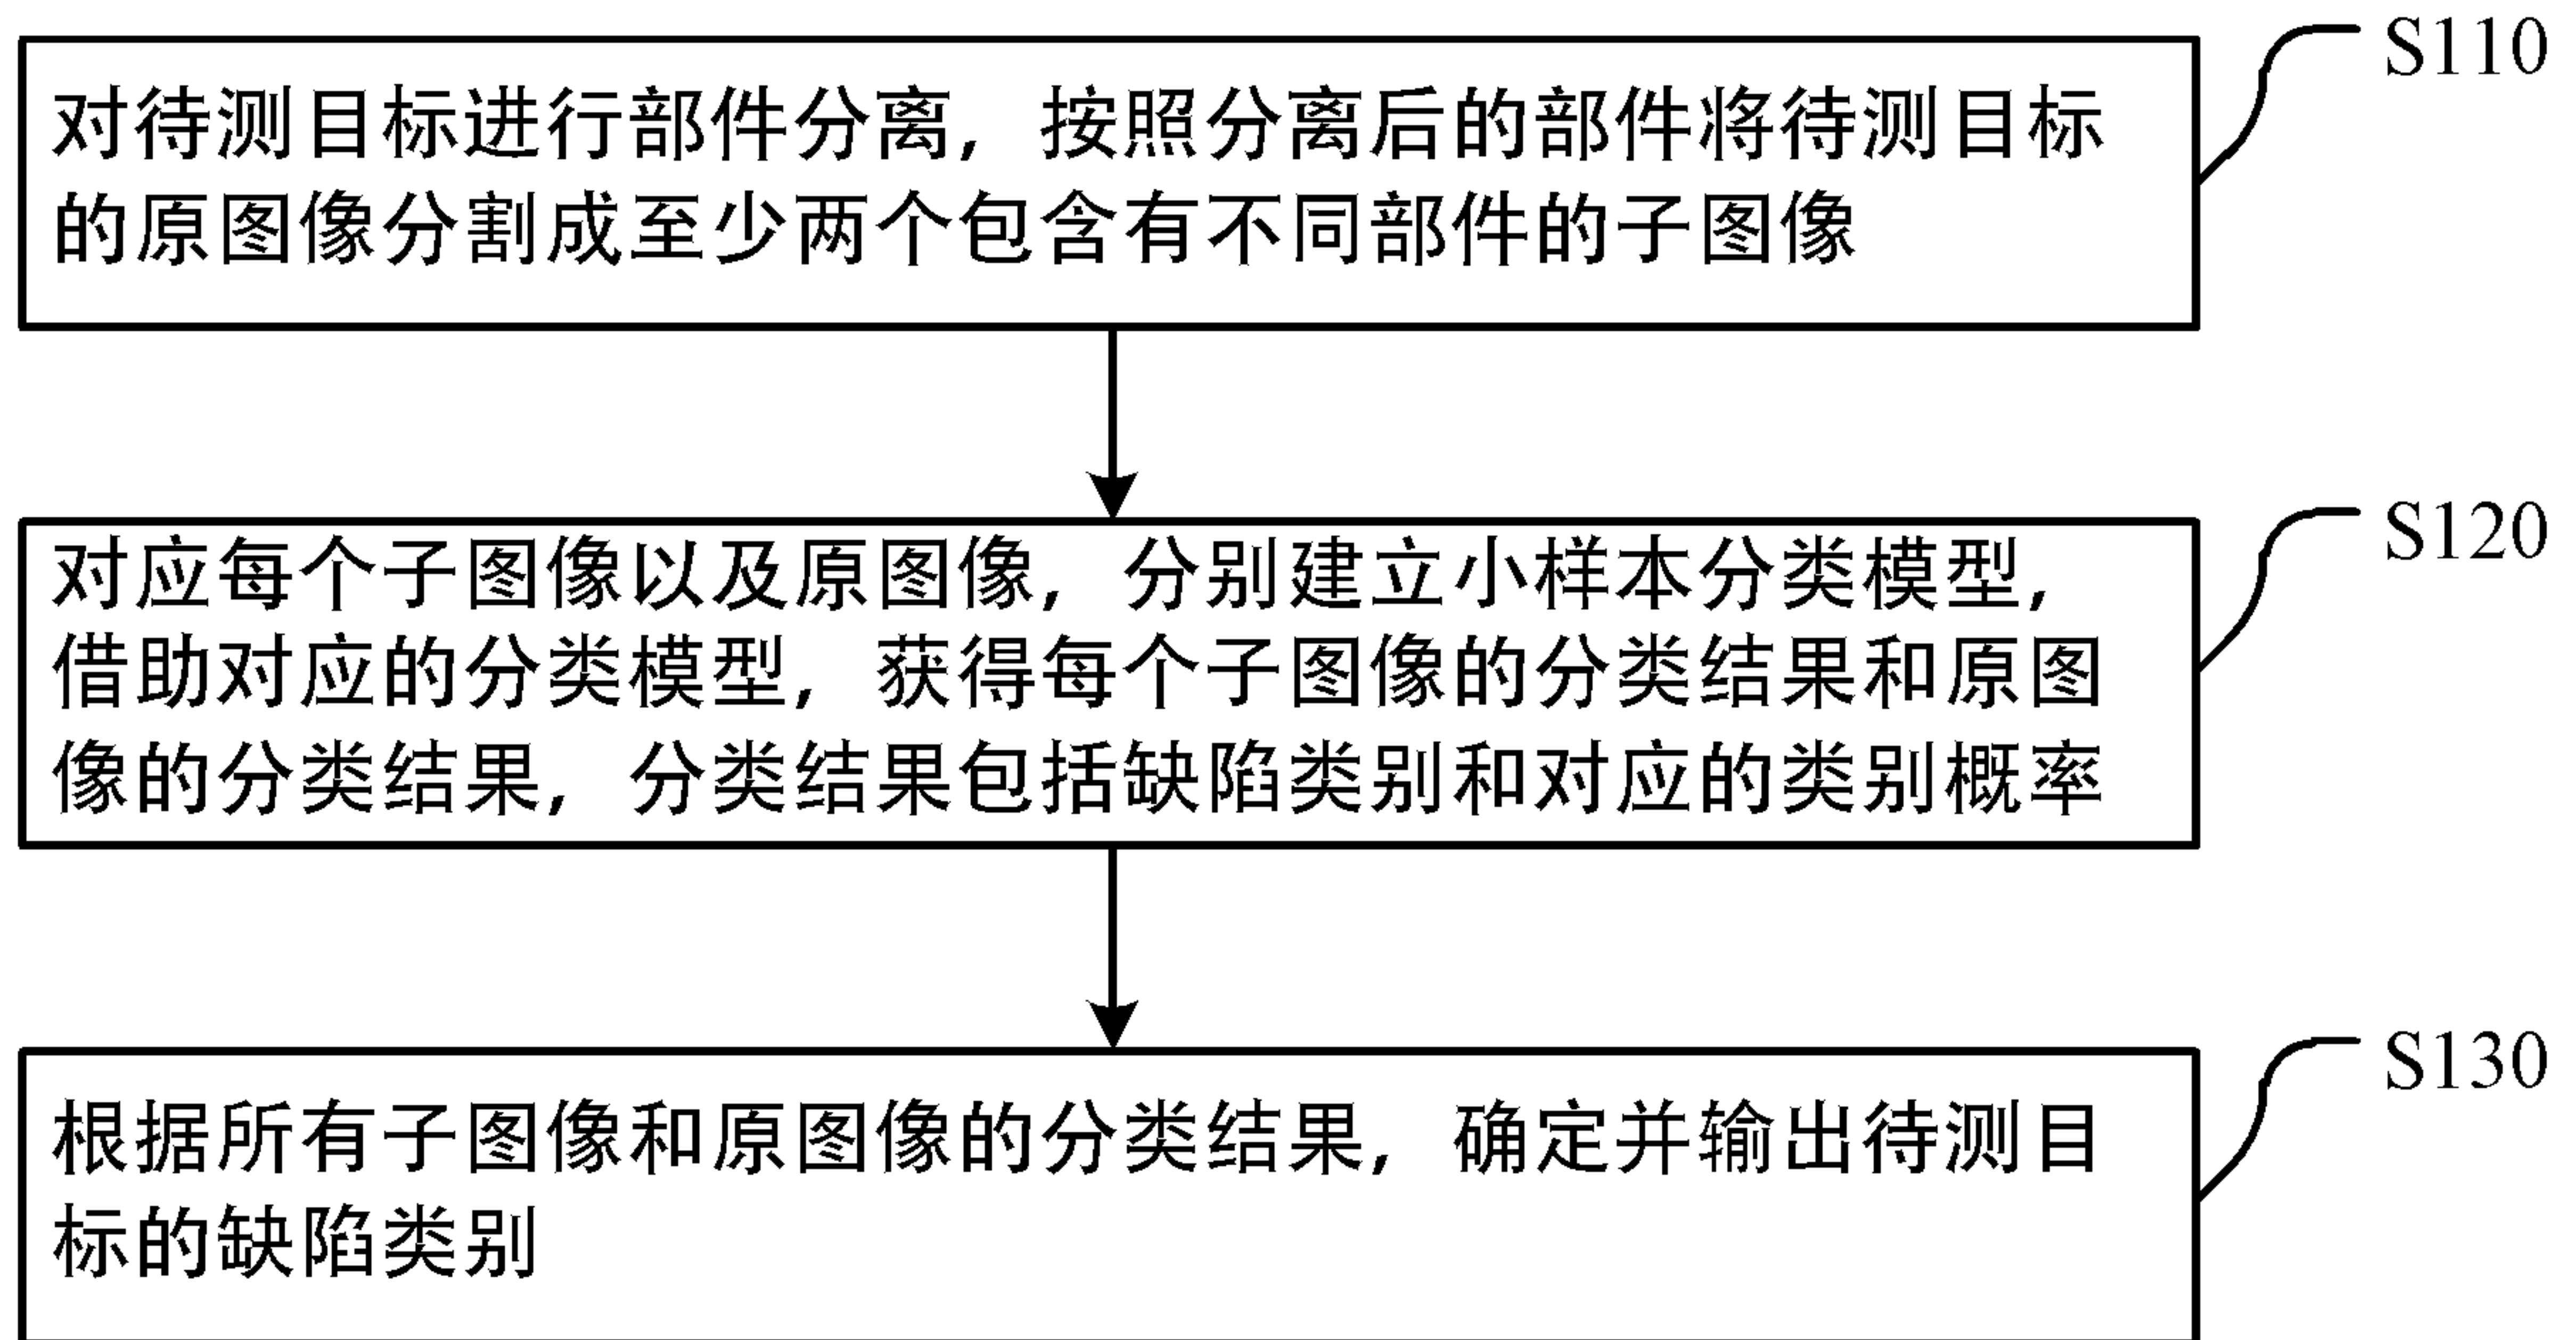 S110
对待测目标进行部件分离，按照分离后的部件将待测目标
的原图像分割成至少两个包含有不同部件的子图像
S120
对应每个子图像以及原图像，分别建立小样本分类模型，
借助对应的分类模型，获得每个子图像的分类结果和原图
像的分类结果，分类结果包括缺陷类别和对应的类别概率
S130
根据所有子图像和原图像的分类结果，确定并输出待测目
标的缺陷类别